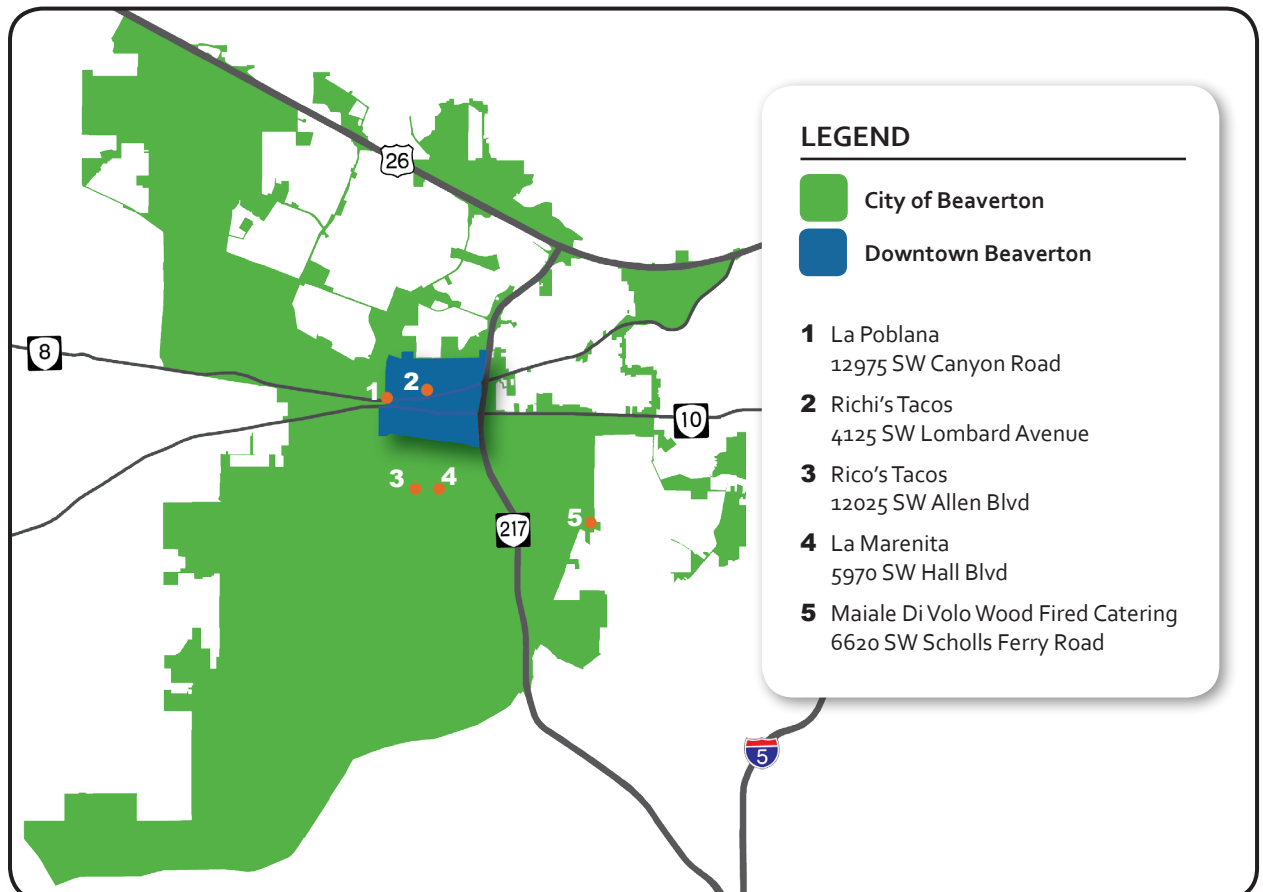 26
8
1
2
10
3
4
5
217
5
LEGEND
City of Beaverton
Downtown Beaverton
1 La Poblana
12975 SW Canyon Road
2 Richi's Tacos
4125 SW Lombard Avenue
3 Rico's Tacos
12025 SW Allen Blvd
4 La Marenita
5970 SW Hall Blvd
5 Maiale Di Volo Wood Fired Catering
6620 SW Scholls Ferry Road